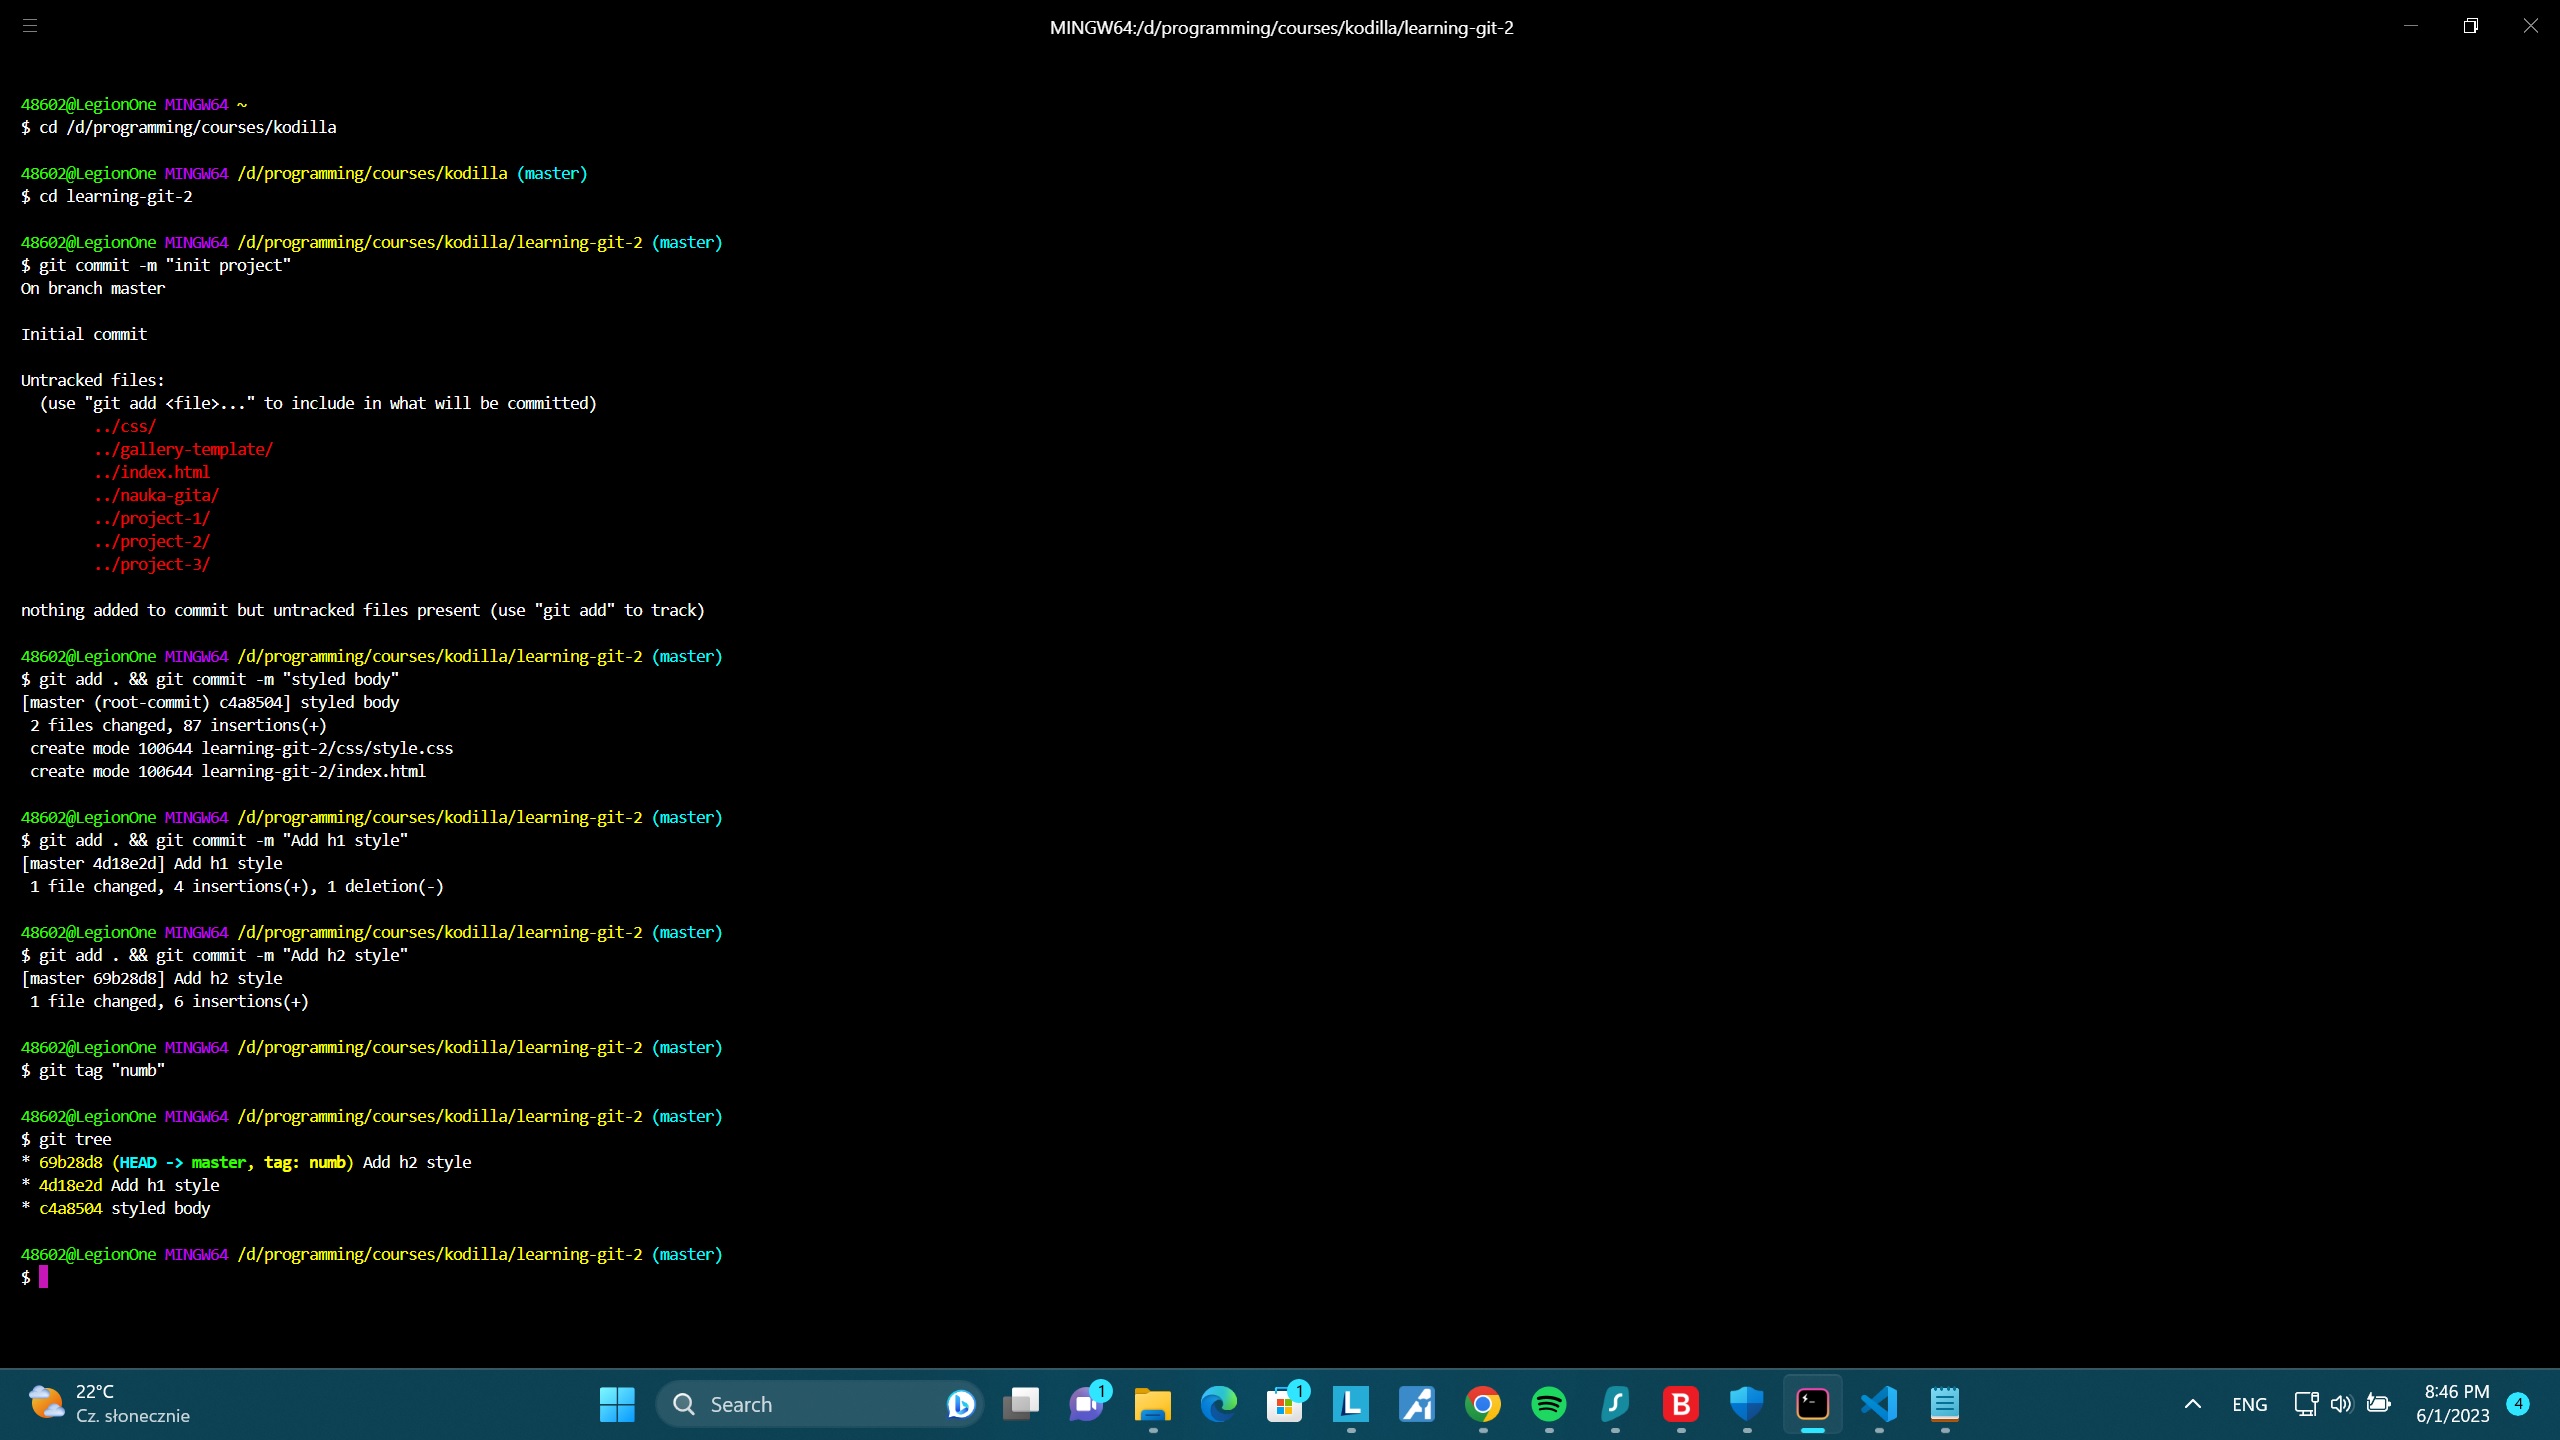 MINGW64:/d/programming/courses/kodilla/learning-git-2
48602@LegionOne MINGW64 ~
$ cd /d/programming/courses/kodilla
48602@LegionOne MINGW64 /d/programming/courses/kodilla (master)
$ cd learning-git-2
48602@LegionOne MINGW64 /d/programming/courses/kodilla/learning-git-2 (master)
$ git commit -m "init project"
On branch master
Initial commit
Untracked files:
  (use "git add <file>..." to include in what will be committed)
        ../css/
        ../gallery-template/
        ../index.html
        ../nauka-gita/
        ../project-1/
        ../project-2/
        ../project-3/
nothing added to commit but untracked files present (use "git add" to track)
48602@LegionOne MINGW64 /d/programming/courses/kodilla/learning-git-2 (master)
$ git add . && git commit -m "styled body"
[master (root-commit) c4a8504] styled body
 2 files changed, 87 insertions(+)
 create mode 100644 learning-git-2/css/style.css
 create mode 100644 learning-git-2/index.html
48602@LegionOne MINGW64 /d/programming/courses/kodilla/learning-git-2 (master)
$ git add . && git commit -m "Add h1 style"
[master 4d18e2d] Add h1 style
 1 file changed, 4 insertions(+), 1 deletion(-)
48602@LegionOne MINGW64 /d/programming/courses/kodilla/learning-git-2 (master)
$ git add . && git commit -m "Add h2 style"
[master 69b28d8] Add h2 style
 1 file changed, 6 insertions(+)
48602@LegionOne MINGW64 /d/programming/courses/kodilla/learning-git-2 (master)
$ git tag "numb"
48602@LegionOne MINGW64 /d/programming/courses/kodilla/learning-git-2 (master)
$ git tree
* 69b28d8 (HEAD -> master, tag: numb) Add h2 style
* 4d18e2d Add h1 style
* c4a8504 styled body
48602@LegionOne MINGW64 /d/programming/courses/kodilla/learning-git-2 (master)
$
22°C
Cz. słonecznie
Search
1
1
L
B
ENG
8:46 PM
6/1/2023
4